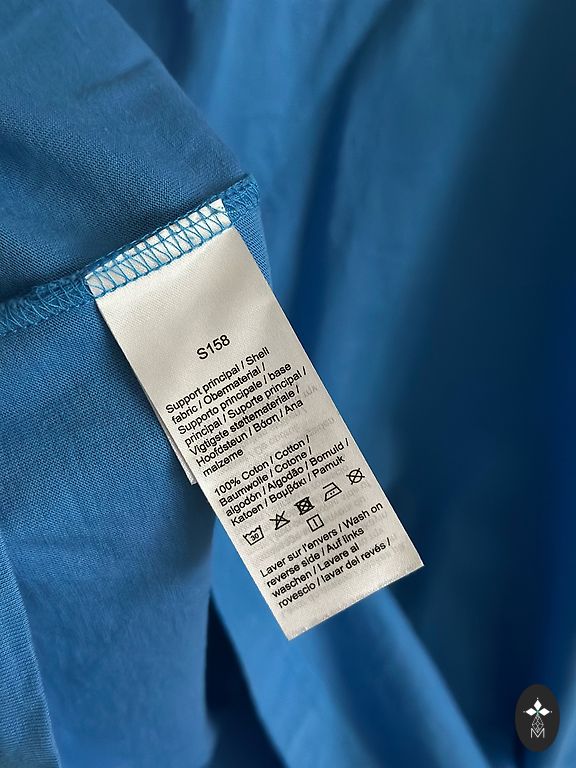 S158
Support principal / Shell
fabric / Obermaterial /
Supporto principale / base
principal / Suporte principal /
Vigtigste støttemateriale /
Hoofdsteun / Βάση / Ana
malzeme
100% Coton / Cotton /
Baumwolle / Cotone /
algodón / Algodão / Bomuld /
Katoen / Βαμβάκι / Pamuk
30
Laver sur l'envers / Wash on
reverse side / Auf links
waschen / Lavare al
rovescio / lavar del revés /
M